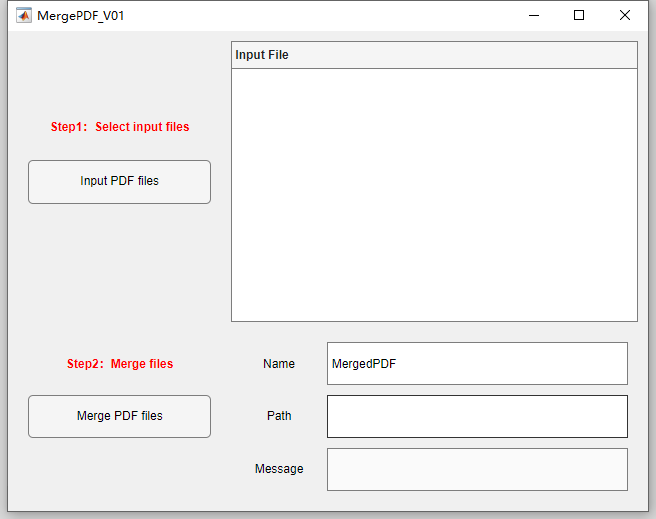 MergePDF_V01
Input File
Step1: Select input files
Input PDF files
Step2: Merge files
Name
MergedPDF
Merge PDF files
Path
Message